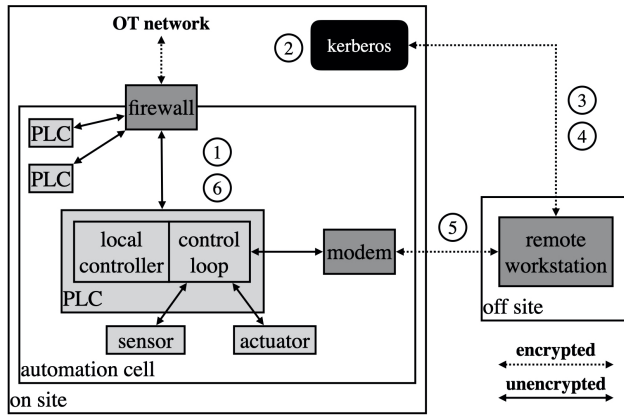 OT network
2
kerberos
3
4
firewall
PLC
PLC
1
6
local
controller
control
loop
PLC
modem
5
remote
workstation
off site
sensor
actuator
automation cell
on site
encrypted
unencrypted